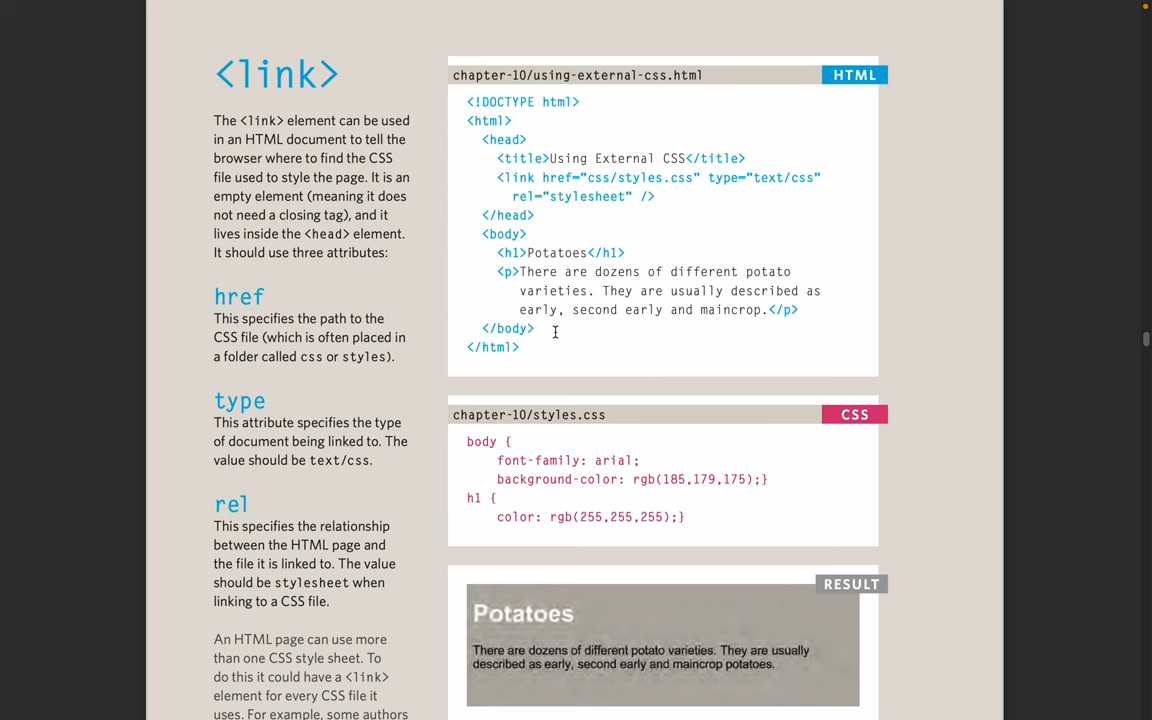 <link>
The <link> element can be used
in an HTML document to tell the
browser where to find the CSS
file used to style the page. It is an
empty element (meaning it does
not need a closing tag), and it
lives inside the <head> element.
It should use three attributes:
href
This specifies the path to the
CSS file (which is often placed in
a folder called css or styles).
type
This attribute specifies the type
of document being linked to. The
value should be text/css.
rel
This specifies the relationship
between the HTML page and
the file it is linked to. The value
should be stylesheet when
linking to a CSS file.
An HTML page can use more
than one CSS style sheet. To
do this it could have a <link>
element for every CSS file it
uses. For example, some authors
chapter-10/using-external-css.html HTML
<!DOCTYPE html>
<html>
<head>
<title>Using External CSS</title>
<link href="css/styles.css" type="text/css"
rel="stylesheet" />
</head>
<body>
<h1>Potatoes</h1>
<p>There are dozens of different potato
varieties. They are usually described as
early, second early and maincrop.</p>
</body>
</html>
chapter-10/styles.css CSS
body {
font-family: arial;
background-color: rgb(185,179,175);}
h1 {
color: rgb(255,255,255);}
RESULT
Potatoes
There are dozens of different potato varieties. They are usually
described as early, second early and maincrop potatoes.